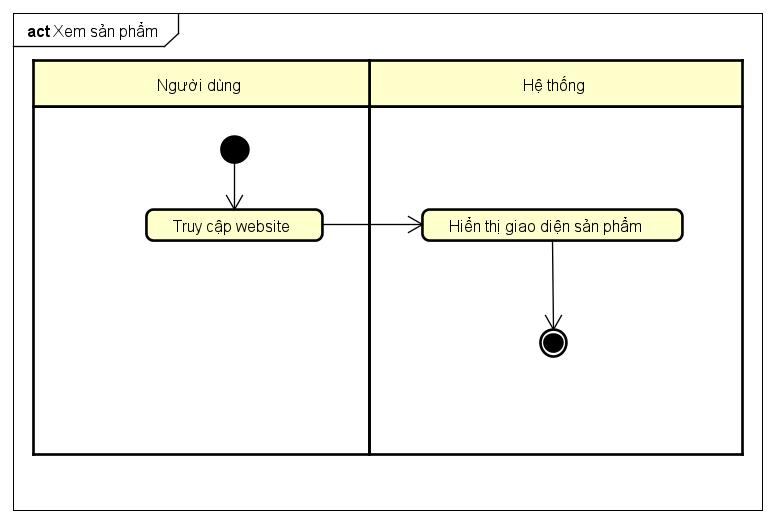 act Xem sản phẩm
Người dùng
Hệ thống
Truy cập website
Hiển thị giao diện sản phẩm